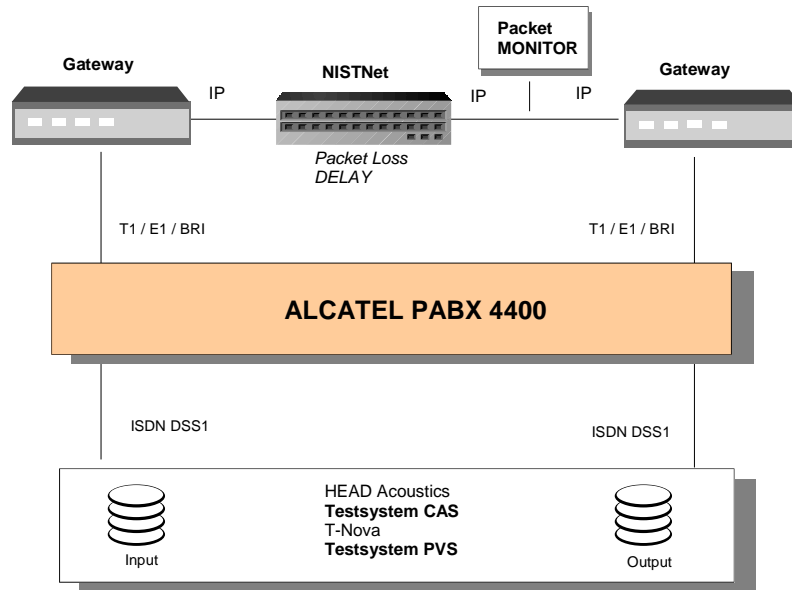 Packet
MONITOR
Gateway
NISTNet
Gateway
IP
IP
IP
Packet Loss
DELAY
T1 / E1 / BRI
T1 / E1 / BRI
ALCATEL PABX 4400
ISDN DSS1
ISDN DSS1
HEAD Acoustics
Testsystem CAS
T-Nova
Testsystem PVS
Input
Output